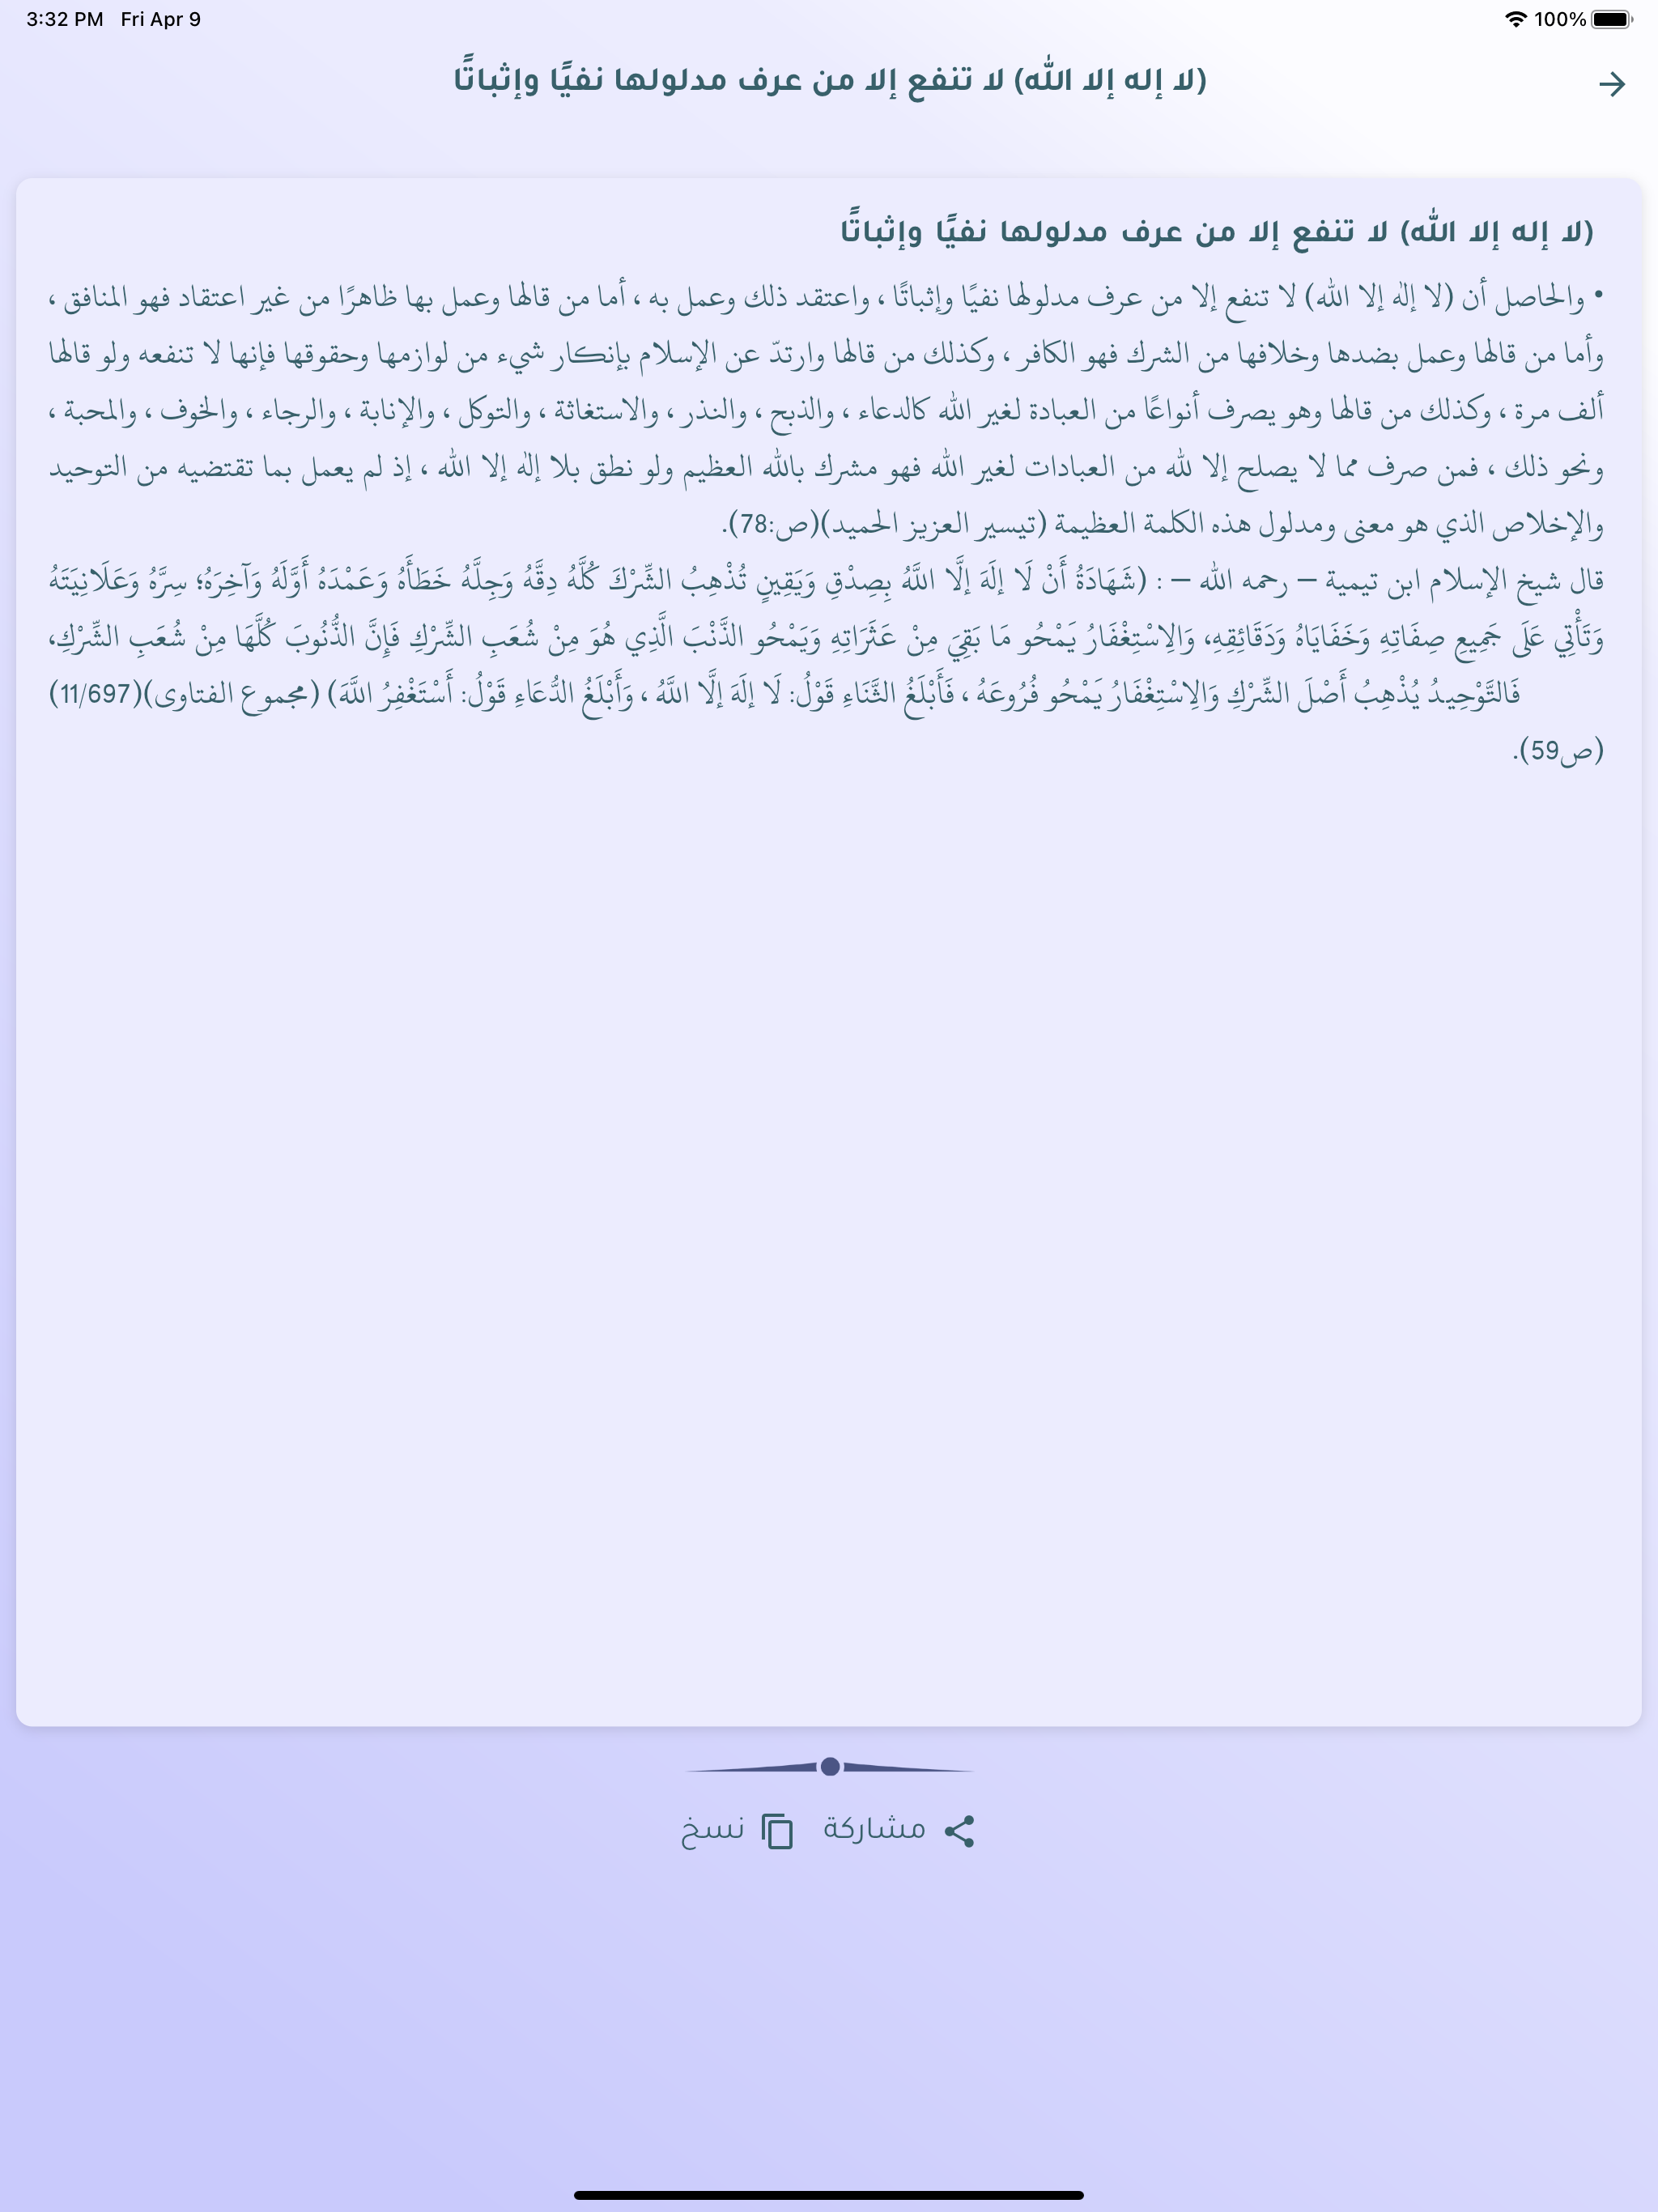 3:32 PM Fri Apr 9 100%
(لا إله إلا الله) لا تنفع إلا من عرف مدلولها نفيًا وإثباتًا
(لا إله إلا الله) لا تنفع إلا من عرف مدلولها نفيًا وإثباتًا
• والحاصل أن (لا إله إلا الله) لا تنفع إلا من عرف مدلولها نفيًا وإثباتًا ، واعتقد ذلك وعمل به ، أما من قالها وعمل بها ظاهرًا من غير اعتقاد فهو المنافق ،
وأما من قالها وعمل بضدها وخلافها من الشرك فهو الكافر ، وكذلك من قالها وارتدّ عن الإسلام بإنكار شيء من لوازمها وحقوقها فإنها لا تنفعه ولو قالها
ألف مرة ، وكذلك من قالها وهو يصرف أنواعًا من العبادة لغير الله كالدعاء ، والذبح ، والنذر ، والاستغاثة ، والتوكل ، والإنابة ، والرجاء ، والخوف ، والمحبة ،
ونحو ذلك ، فمن صرف مما لا يصلح إلا لله من العبادات لغير الله فهو مشرك بالله العظيم ولو نطق بلا إله إلا الله ، إذ لم يعمل بما تقتضيه من التوحيد
والإخلاص الذي هو معنى ومدلول هذه الكلمة العظيمة (تيسير العزيز الحميد)(ص:78).
قال شيخ الإسلام ابن تيمية – رحمه الله – : (شَهَادَةُ أَنْ لَا إلَهَ إلَّا اللَّهُ بِصِدْقِ وَيَقِينٍ تُذْهِبُ الشِّرْكَ كُلَّهُ دِقَّهُ وَجِلَّهُ خَطَأَهُ وَعَمْدَهُ أَوَّلَهُ وَآخِرَهُ؛ سِرَّهُ وَعَلَانِيَتَهُ
وَتَأْتِي عَلَى جَمِيعِ صِفَاتِهِ وَخَفَايَاهُ وَدَقَائِقِهِ، وَالِاسْتِغْفَارُ يَمْحُو مَا بَقِيَ مِنْ عَثَرَاتِهِ وَيَمْحُو الذَّنْبَ الَّذِي هُوَ مِنْ شُعَبِ الشِّرْكِ فَإِنَّ الذُّنُوبَ كُلَّهَا مِنْ شُعَبِ الشِّرْكِ،
فَالتَّوْحِيدُ يُذْهِبُ أَصْلَ الشِّرْكِ وَالِاسْتِغْفَارُ يَمْحُو فُرُوعَهُ ، فَأَبْلَغُ الثَّنَاءِ قَوْلُ: لَا إلَهَ إلَّا اللَّهُ ، وَأَبْلَغُ الدُّعَاءِ قَوْلُ: أَسْتَغْفِرُ اللَّهَ) (مجموع الفتاوى)(11/697)
(ص59).
مشاركة نسخ